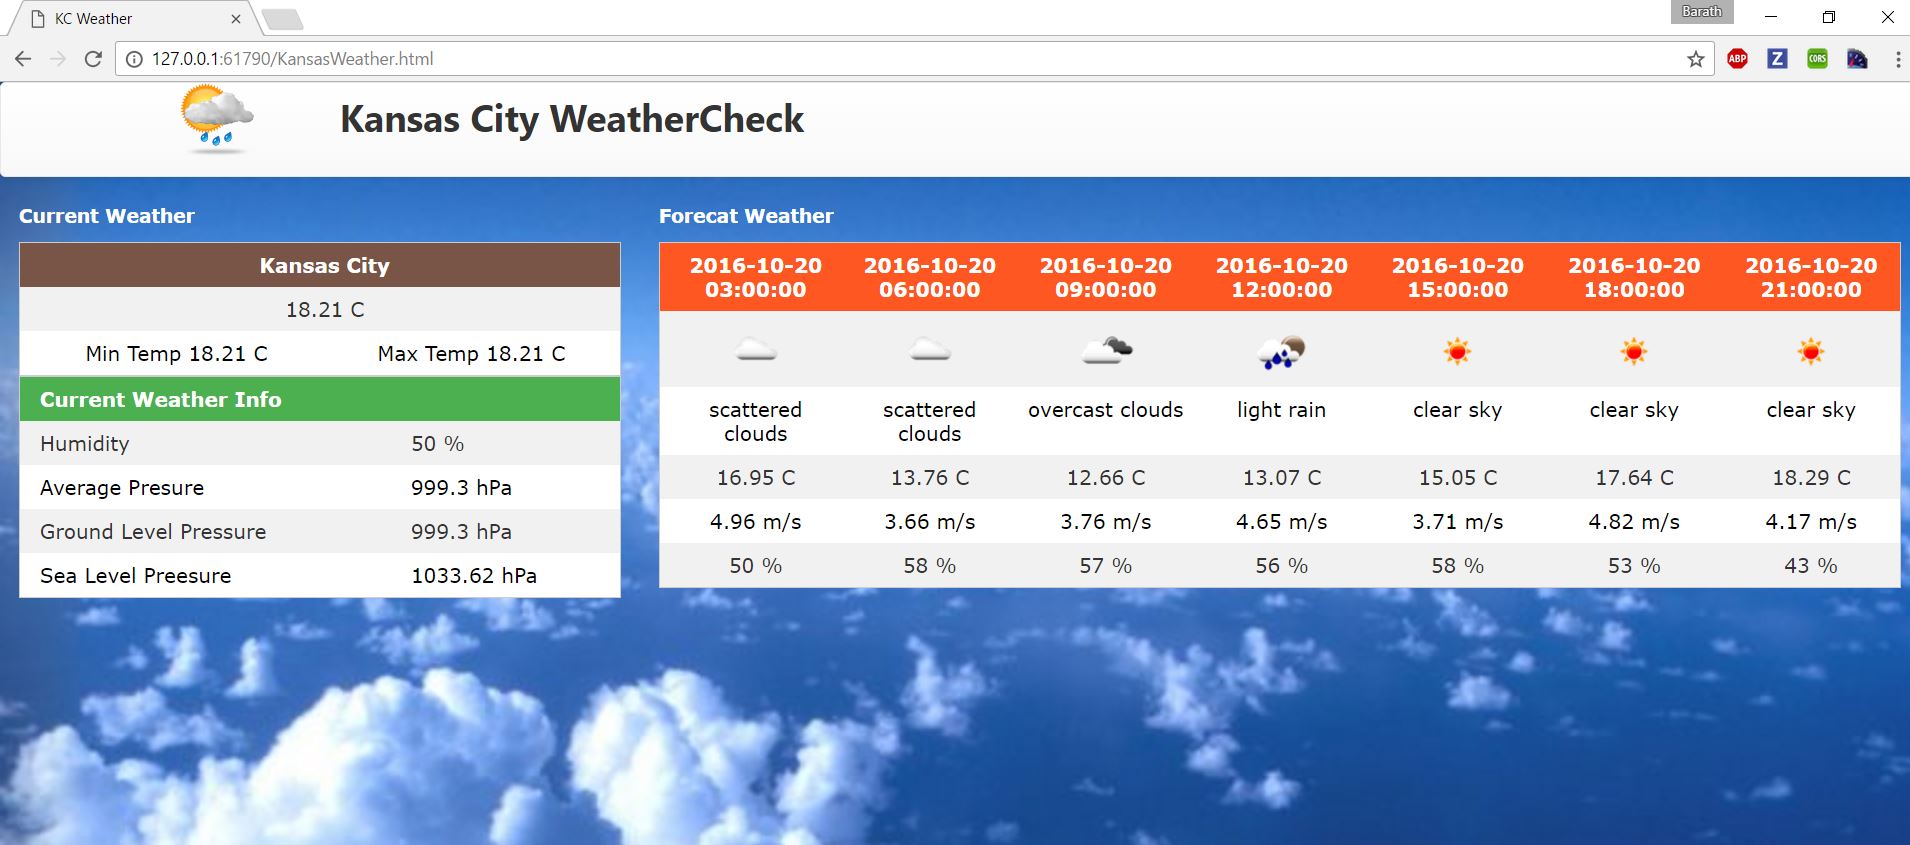 KC Weather
Barath
127.0.0.1:61790/KansasWeather.html
ABP
Z
CORS
Kansas City WeatherCheck
Current Weather
Kansas City
18.21 C
Min Temp 18.21 C Max Temp 18.21 C
Current Weather Info
Humidity 50 %
Average Presure 999.3 hPa
Ground Level Pressure 999.3 hPa
Sea Level Preesure 1033.62 hPa
Forecat Weather
2016-10-20 2016-10-20 2016-10-20 2016-10-20 2016-10-20 2016-10-20 2016-10-20
03:00:00 06:00:00 09:00:00 12:00:00 15:00:00 18:00:00 21:00:00
scattered scattered overcast clouds light rain clear sky clear sky clear sky
clouds clouds
16.95 C 13.76 C 12.66 C 13.07 C 15.05 C 17.64 C 18.29 C
4.96 m/s 3.66 m/s 3.76 m/s 4.65 m/s 3.71 m/s 4.82 m/s 4.17 m/s
50 % 58 % 57 % 56 % 58 % 53 % 43 %